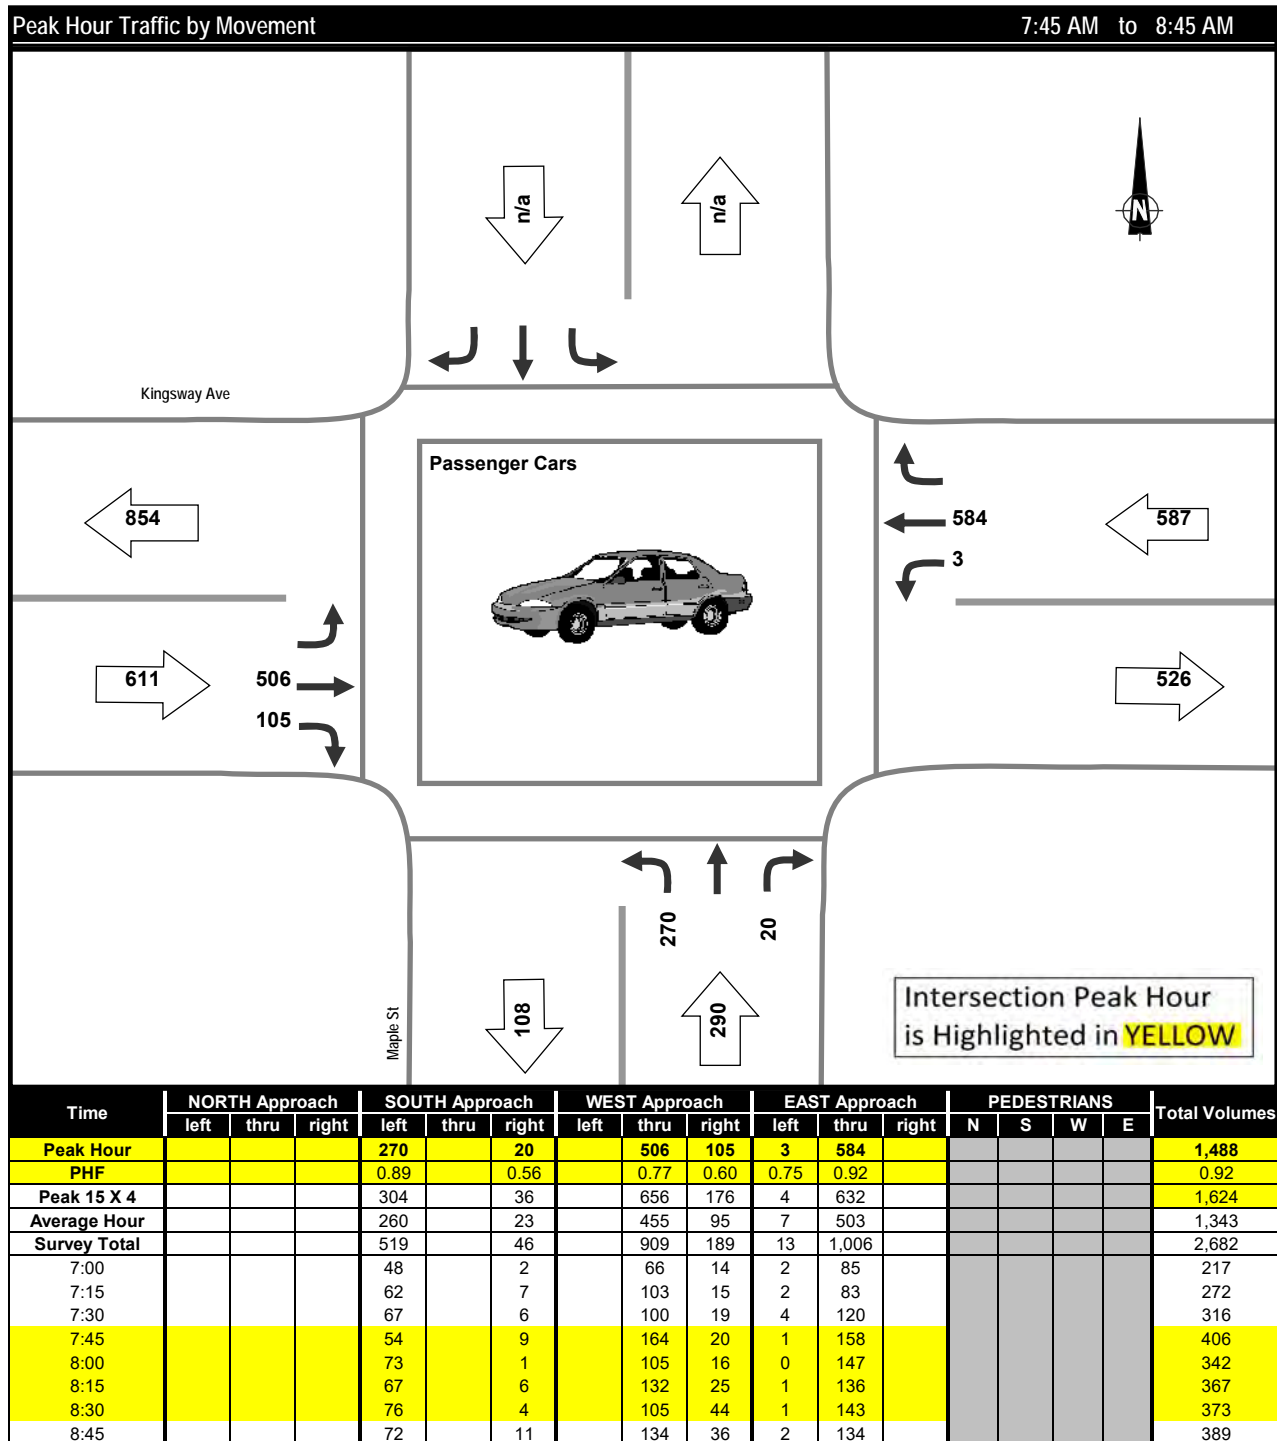 Peak Hour Traffic by Movement 7:45 AM to 8:45 AM
n/a n/a
N
Kingsway Ave
Passenger Cars
854 584 587
3
611 506 526
105
270 20
Maple St 108 290
Intersection Peak Hour
is Highlighted in YELLOW
Time NORTH Approach SOUTH Approach WEST Approach EAST Approach PEDESTRIANS Total Volumes
left thru right left thru right left thru right left thru right N S W E
Peak Hour 270 20 506 105 3 584 1,488
PHF 0.89 0.56 0.77 0.60 0.75 0.92 0.92
Peak 15 X 4 304 36 656 176 4 632 1,624
Average Hour 260 23 455 95 7 503 1,343
Survey Total 519 46 909 189 13 1,006 2,682
7:00 48 2 66 14 2 85 217
7:15 62 7 103 15 2 83 272
7:30 67 6 100 19 4 120 316
7:45 54 9 164 20 1 158 406
8:00 73 1 105 16 0 147 342
8:15 67 6 132 25 1 136 367
8:30 76 4 105 44 1 143 373
8:45 72 11 134 36 2 134 389